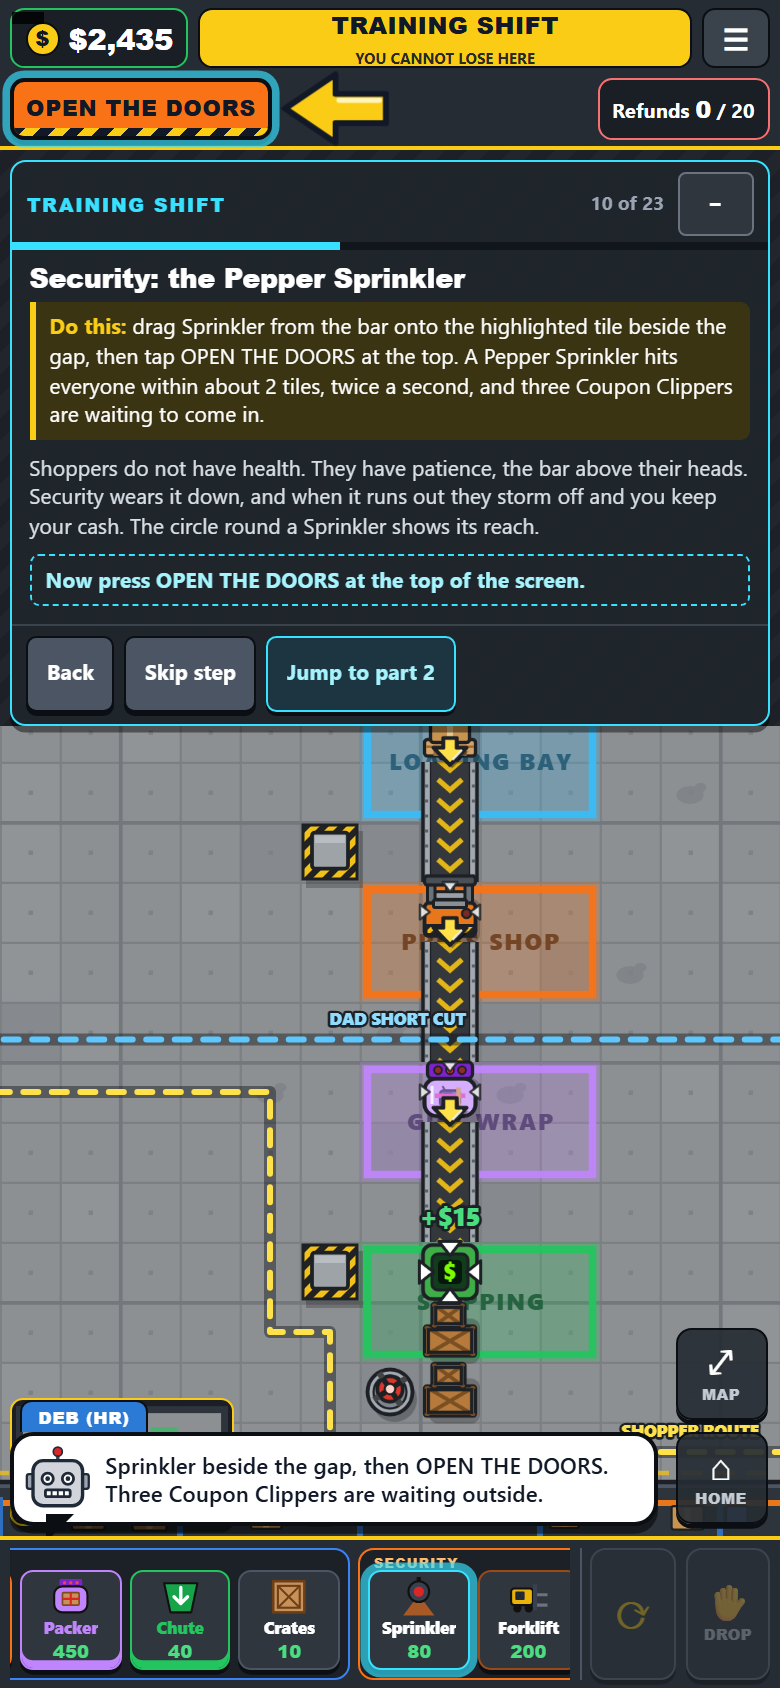 $2,435
TRAINING SHIFT
YOU CANNOT LOSE HERE
OPEN THE DOORS
Refunds 0 / 20
TRAINING SHIFT
10 of 23
Security: the Pepper Sprinkler
Do this: drag Sprinkler from the bar onto the highlighted tile beside the
gap, then tap OPEN THE DOORS at the top. A Pepper Sprinkler hits
everyone within about 2 tiles, twice a second, and three Coupon Clippers
are waiting to come in.
Shoppers do not have health. They have patience, the bar above their heads.
Security wears it down, and when it runs out they storm off and you keep
your cash. The circle round a Sprinkler shows its reach.
Now press OPEN THE DOORS at the top of the screen.
Back
Skip step
Jump to part 2
BAY
SHOP
DAD SHORT CUT
WRAP
+$15
$
MAP
SHOPPER ROUTE
DEB (HR)
Sprinkler beside the gap, then OPEN THE DOORS.
Three Coupon Clippers are waiting outside.
HOME
SECURITY
Packer
450
Chute
40
Crates
10
Sprinkler
80
Forklift
200
DROP